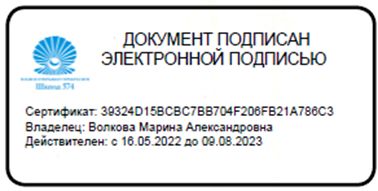 ДОКУМЕНТ ПОДПИСАН
ЭЛЕКТРОННОЙ ПОДПИСЬЮ
Школа 574
Сертификат: 39324D15BCBC7BB704F206FB21A786C3
Владелец: Волкова Марина Александровна
Действителен: с 16.05.2022 до 09.08.2023